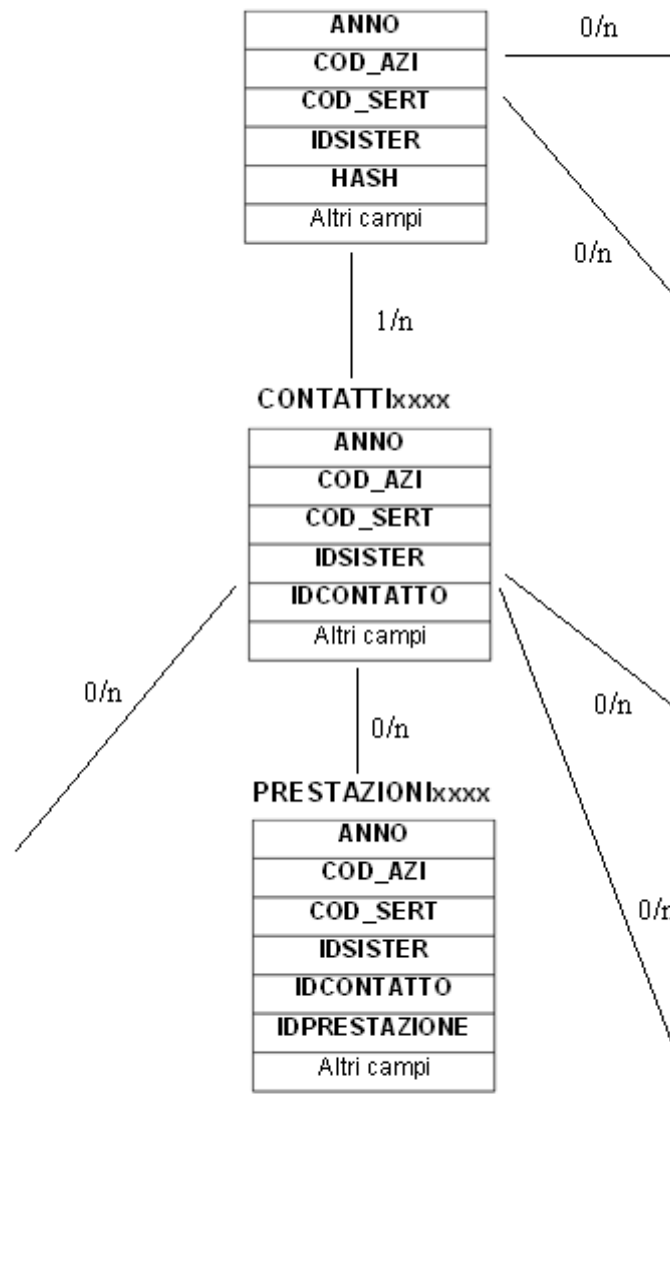 ANNO
0/n
COD_AZI
COD_SERT
IDSISTER
HASH
Altri campi
0/n
1/n
CONTATTIxxxx
ANNO
COD_AZI
COD_SERT
IDSISTER
IDCONTATTO
Altri campi
0/n
0/n
0/n
PRESTAZIONIxxxx
ANNO
COD_AZI
COD_SERT
0/n
IDSISTER
IDCONTATTO
IDPRESTAZIONE
Altri campi